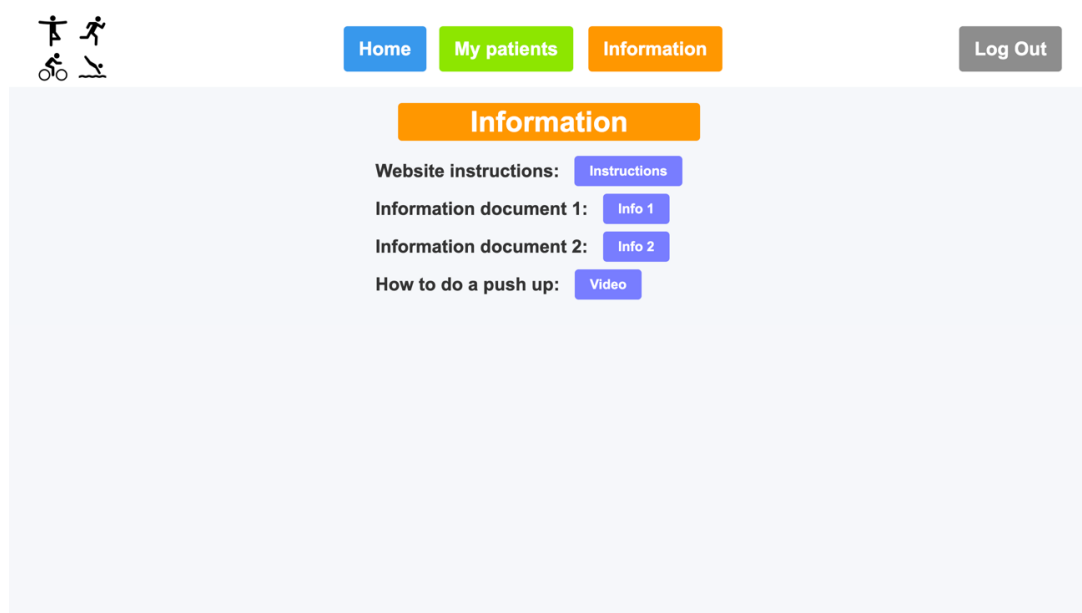 Home My patients Information Log Out
Information
Website instructions: Instructions
Information document 1: Info 1
Information document 2: Info 2
How to do a push up: Video